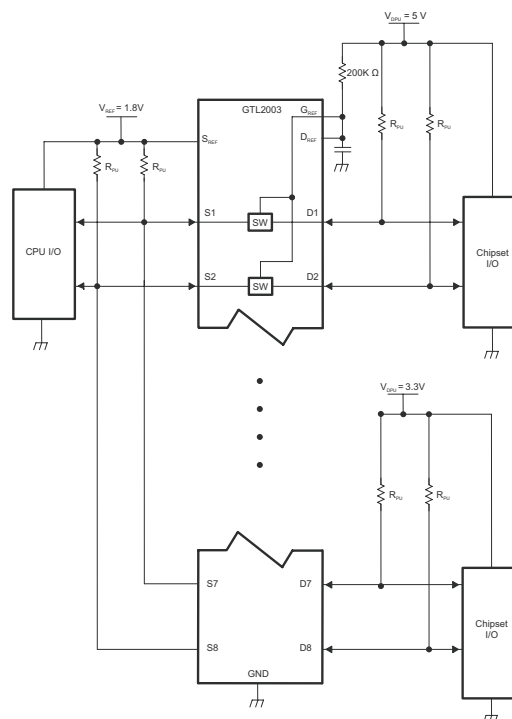 V_DPU = 5 V
200K Ω
V_REF = 1.8V
GTL2003
G_REF
R_PU
R_PU
D_REF
S_REF
R_PU
R_PU
S1
D1
SW
CPU I/O
Chipset
I/O
S2
D2
SW
V_DPU = 3.3V
R_PU
R_PU
S7
D7
Chipset
I/O
S8
D8
GND